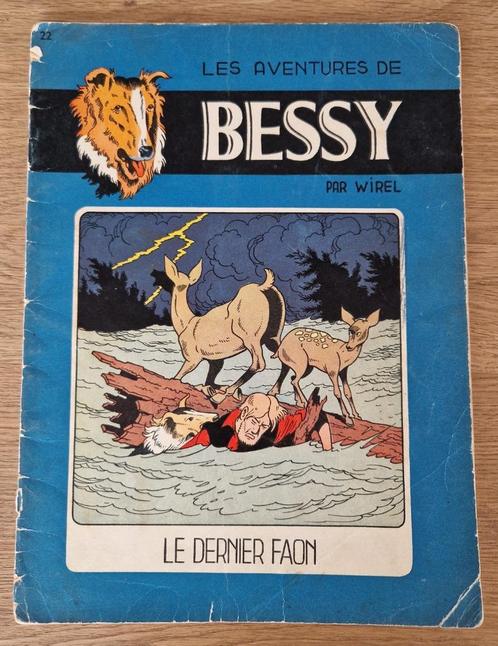 22
LES AVENTURES DE
BESSY
PAR WiREL
LE DERNIER FAON